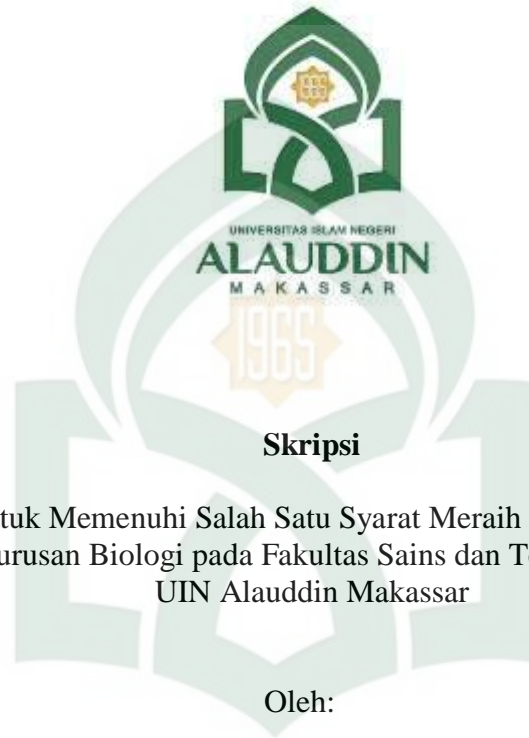 1965
UNIVERSITAS ISLAM NEGERI
ALAUDDIN
MAKASSAR
1965
Skripsi
tuk Memenuhi Salah Satu Syarat Meraih
urusan Biologi pada Fakultas Sains dan T
UIN Alauddin Makassar
Oleh: